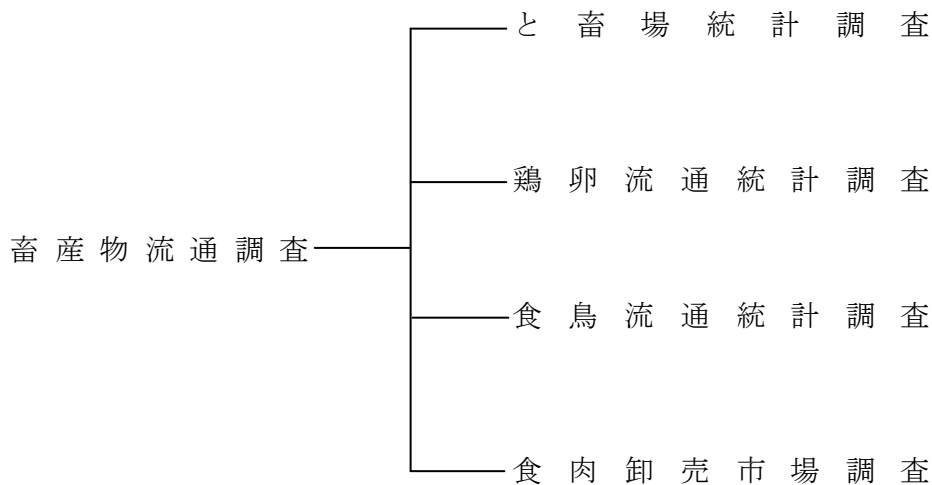 と畜場統計調査
鶏卵流通統計調査
畜産物流通調査
食鳥流通統計調査
食肉卸売市場調査